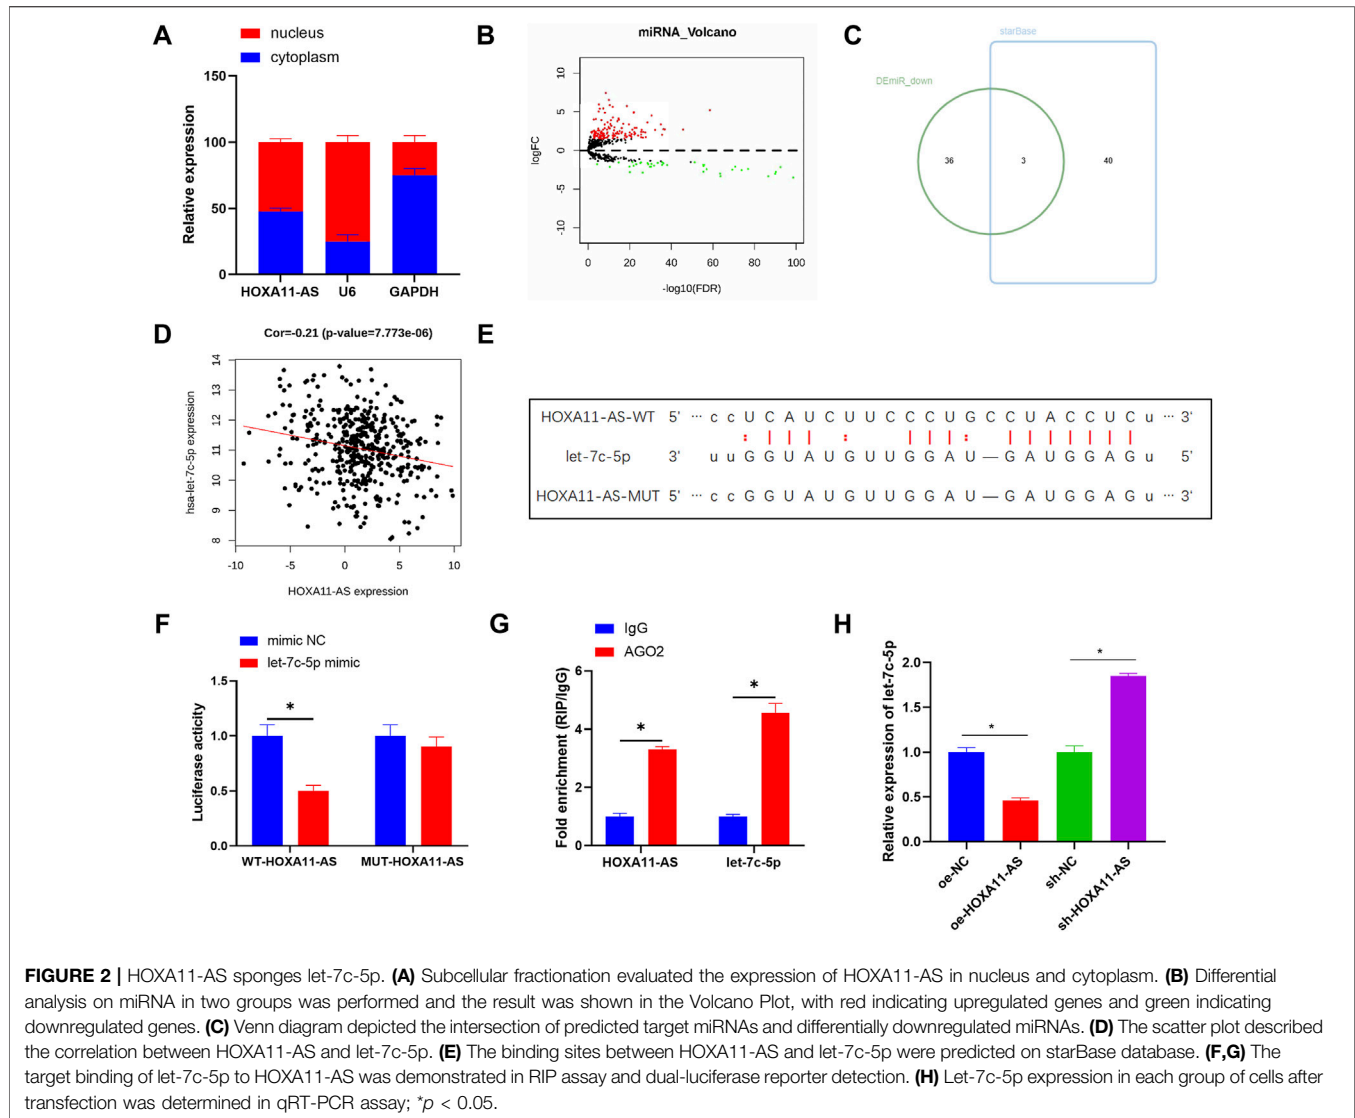 A
nucleus
cytoplasm
150
100
50
0
Relative expression
HOXA11-AS U6 GAPDH
B
miRNA_Volcano
10
5
0
-5
-10
logFC
0 20 40 60 80 100
-log10(FDR)
C
starBase
DEmiR_down
36 3 40
D
Cor=-0.21 (p-value=7.773e-06)
14
13
12
11
10
9
8
hsa-let-7c-5p expression
-10 -5 0 5 10
HOXA11-AS expression
E
HOXA11-AS-WT 5' ··· c c U C A U C U U C C C U G C C U A C C U C u ··· 3'
let-7c-5p 3' u u G G U A U G U U G G A U — G A U G G A G u 5'
HOXA11-AS-MUT 5' ··· c c G G U A U G U U G G A U — G A U G G A G u ··· 3'
F
mimic NC
let-7c-5p mimic
1.5
1.0
0.5
0.0
Luciferase activity
*
WT-HOXA11-AS MUT-HOXA11-AS
G
IgG
AGO2
6
4
2
0
Fold enrichment (RIP/IgG)
* *
HOXA11-AS let-7c-5p
H
2.0
1.5
1.0
0.5
0.0
Relative expression of let-7c-5p
* *
oe-NC
oe-HOXA11-AS
sh-NC
sh-HOXA11-AS
FIGURE 2 | HOXA11-AS sponges let-7c-5p. (A) Subcellular fractionation evaluated the expression of HOXA11-AS in nucleus and cytoplasm. (B) Differential
analysis on miRNA in two groups was performed and the result was shown in the Volcano Plot, with red indicating upregulated genes and green indicating
downregulated genes. (C) Venn diagram depicted the intersection of predicted target miRNAs and differentially downregulated miRNAs. (D) The scatter plot described
the correlation between HOXA11-AS and let-7c-5p. (E) The binding sites between HOXA11-AS and let-7c-5p were predicted on starBase database. (F,G) The
target binding of let-7c-5p to HOXA11-AS was demonstrated in RIP assay and dual-luciferase reporter detection. (H) Let-7c-5p expression in each group of cells after
transfection was determined in qRT-PCR assay; *p < 0.05.